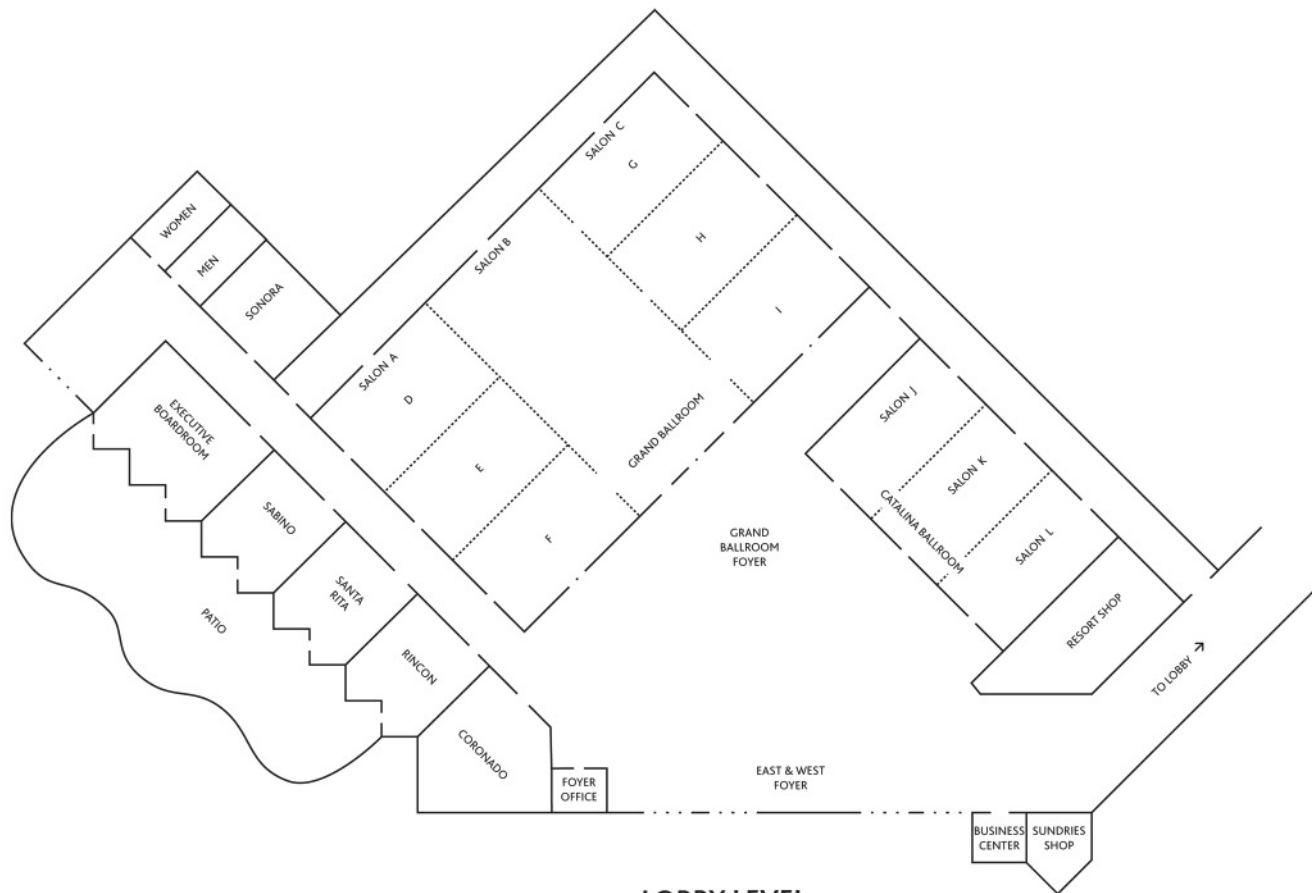 SALON C
G
WOMEN
MEN
SONORA
SALON B
H
I
SALON A
D
E
F
GRAND BALLROOM
EXECUTIVE
BOARDROOM
SABINO
SANTA
RITA
RINCON
CORONADO
PATIO
SALON J
SALON K
SALON L
CATALINA BALLROOM
GRAND
BALLROOM
FOYER
RESORT SHOP
TO LOBBY
FOYER
OFFICE
EAST & WEST
FOYER
BUSINESS
CENTER
SUNDRIES
SHOP
LOBBY LEVEL